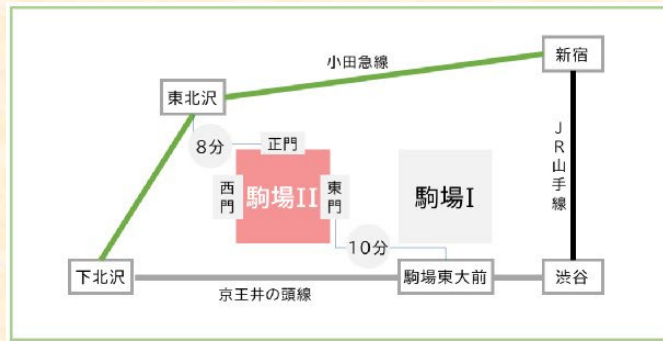 新宿
小田急線
東北沢
8分
正門
JR山手線
西門
駒場II
東門
駒場I
10分
下北沢
京王井の頭線
駒場東大前
渋谷